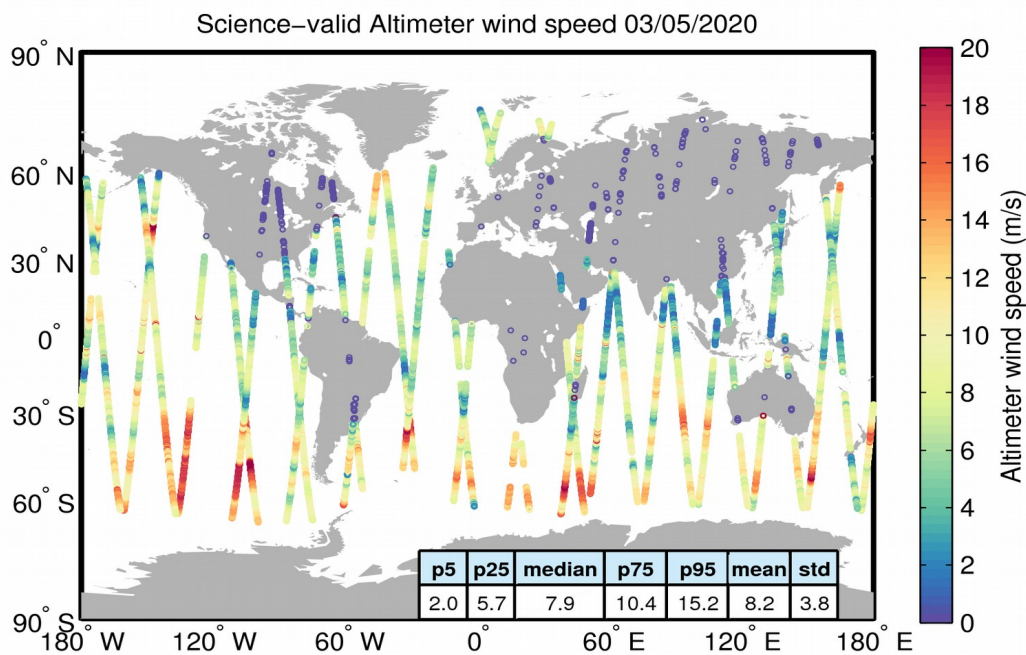 Science−valid Altimeter wind speed 03/05/2020
90° N
60° N
30° N
0°
30° S
60° S
90° S
180° W
120° W
60° W
0°
60° E
120° E
180° E
p5 p25 median p75 p95 mean std
2.0 5.7 7.9 10.4 15.2 8.2 3.8
20
18
16
14
12
10
8
6
4
2
0
Altimeter wind speed (m/s)